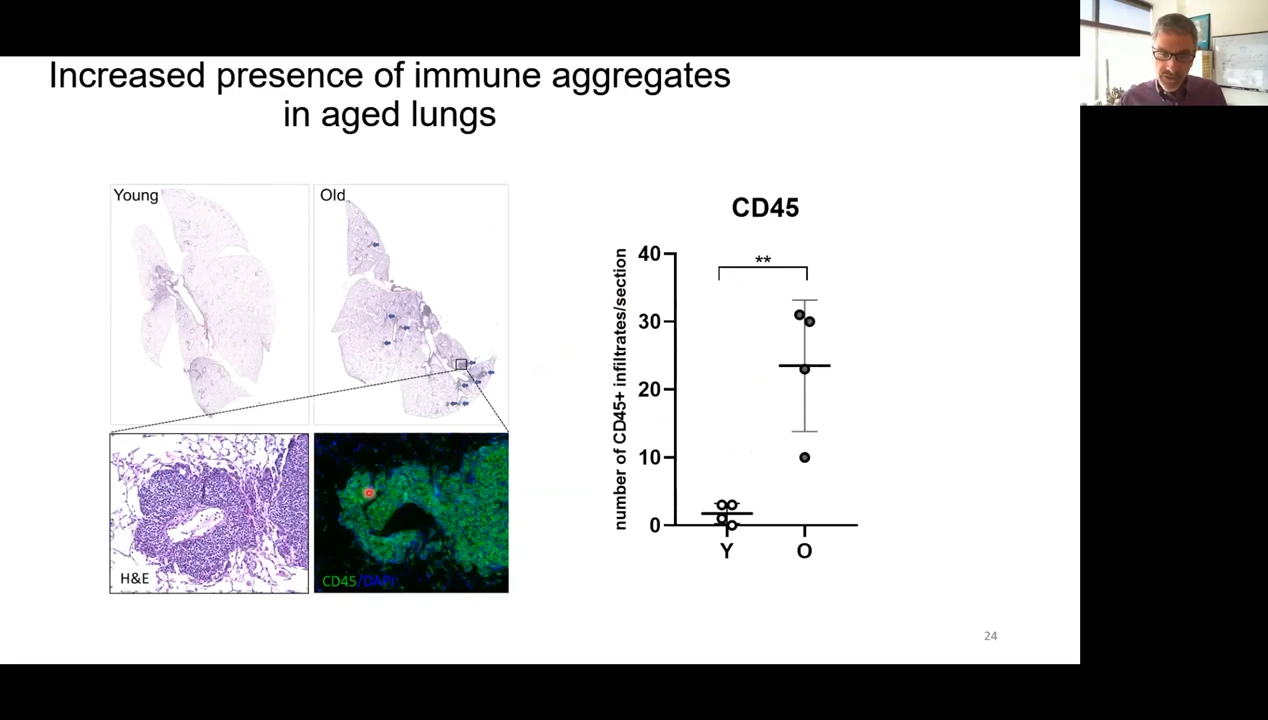 Increased presence of immune aggregates
in aged lungs
Young
Old
H&E
CD45/DAPI
CD45
number of CD45+ infiltrates/section
40
30
20
10
0
**
Y
O
24